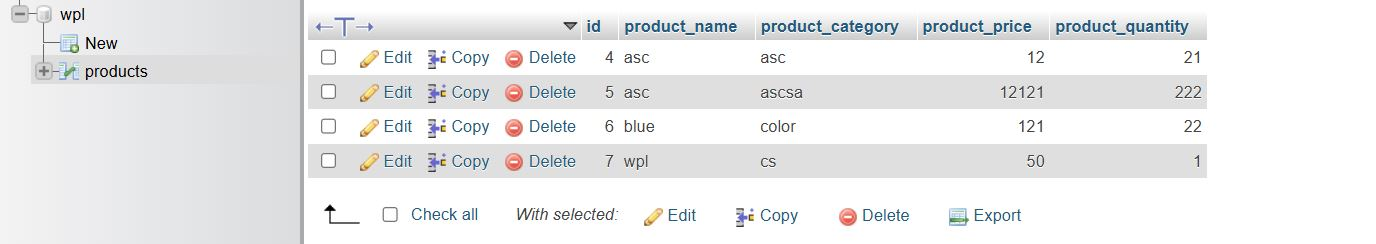 wpl
New
products
id product_name product_category product_price product_quantity
Edit Copy Delete 4 asc asc 12 21
Edit Copy Delete 5 asc ascsa 12121 222
Edit Copy Delete 6 blue color 121 22
Edit Copy Delete 7 wpl cs 50 1
Check all With selected: Edit Copy Delete Export